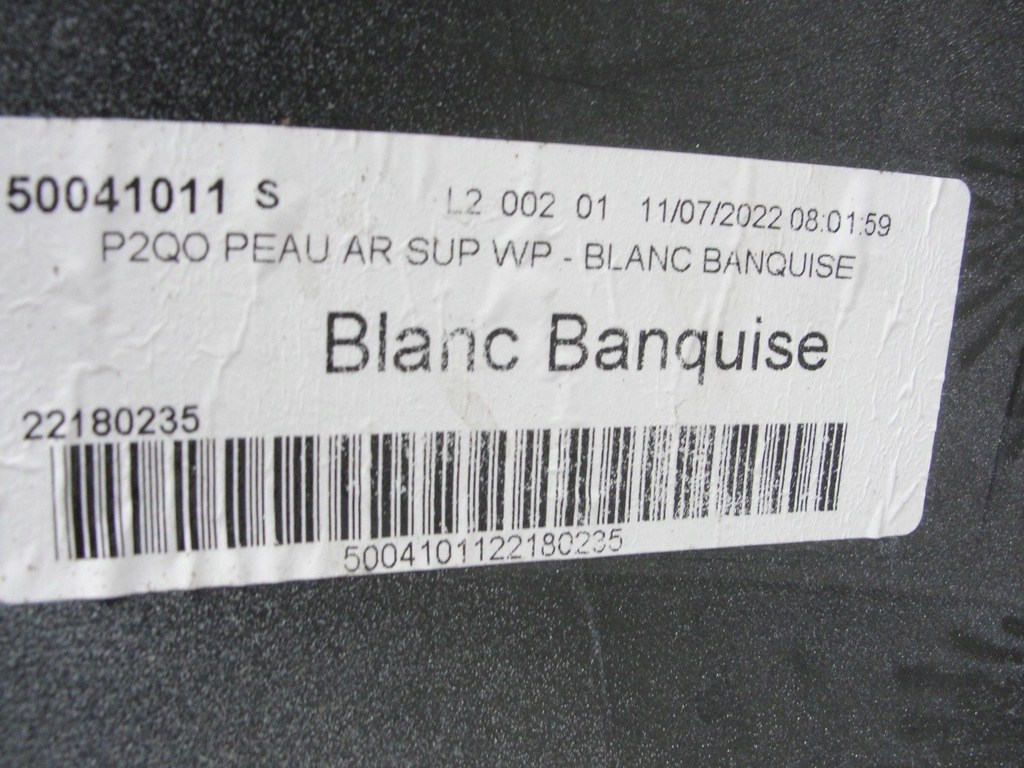 50041011 S L2 002 01 11/07/2022 08:01:59
P2QO PEAU AR SUP WP - BLANC BANQUISE
Blanc Banquise
22180235
5004101122180235